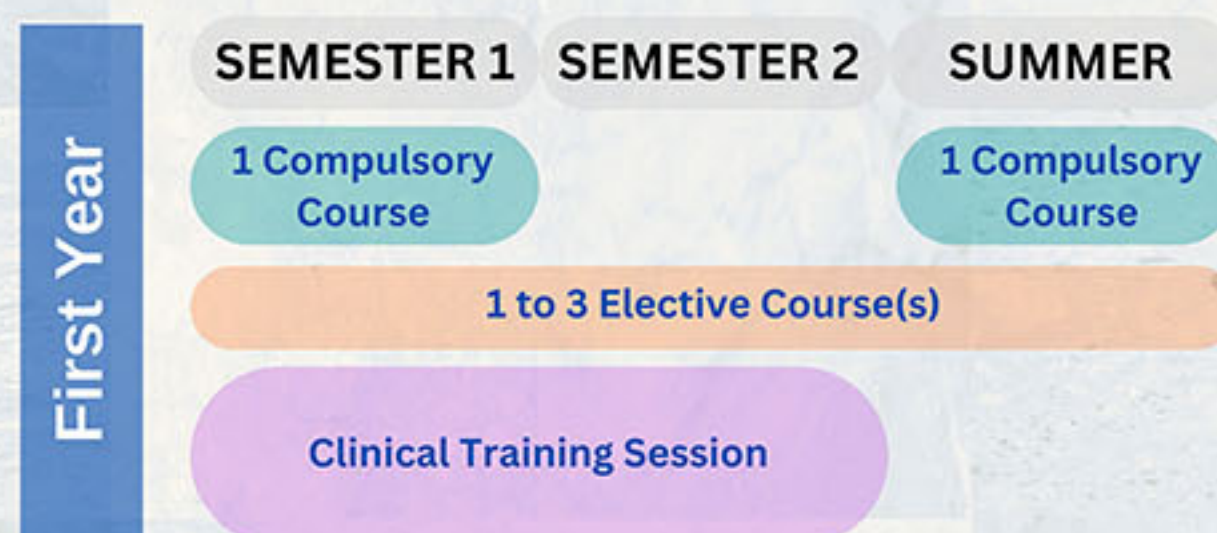 SEMESTER 1 SEMESTER 2 SUMMER
First Year
1 Compulsory
Course
1 Compulsory
Course
1 to 3 Elective Course(s)
Clinical Training Session